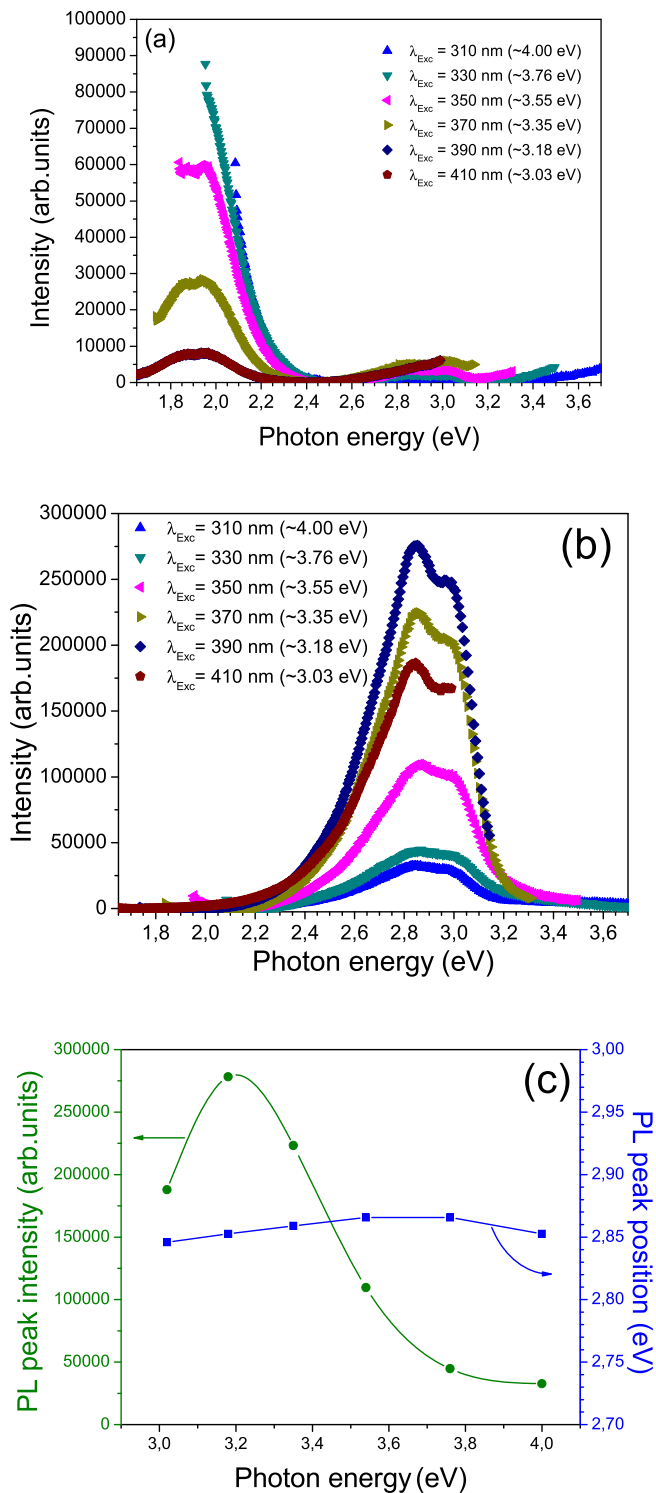 (a)
λExc = 310 nm (~4.00 eV)
λExc = 330 nm (~3.76 eV)
λExc = 350 nm (~3.55 eV)
λExc = 370 nm (~3.35 eV)
λExc = 390 nm (~3.18 eV)
λExc = 410 nm (~3.03 eV)
Intensity (arb.units)
100000
90000
80000
70000
60000
50000
40000
30000
20000
10000
0
1,8 2,0 2,2 2,4 2,6 2,8 3,0 3,2 3,4 3,6
Photon energy (eV)
(b)
λExc= 310 nm (~4.00 eV)
λExc= 330 nm (~3.76 eV)
λExc= 350 nm (~3.55 eV)
λExc= 370 nm (~3.35 eV)
λExc= 390 nm (~3.18 eV)
λExc= 410 nm (~3.03 eV)
Intensity (arb.units)
300000
250000
200000
150000
100000
50000
0
1,8 2,0 2,2 2,4 2,6 2,8 3,0 3,2 3,4 3,6
Photon energy (eV)
(c)
PL peak intensity (arb.units)
300000
250000
200000
150000
100000
50000
0
3,00
2,95
2,90
2,85
2,80
2,75
2,70
PL peak position (eV)
3,0 3,2 3,4 3,6 3,8 4,0
Photon energy (eV)